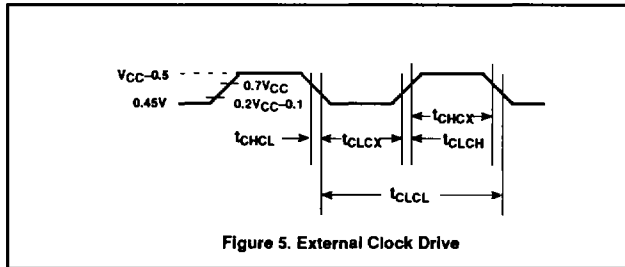 VCC–0.5
0.7VCC
0.45V
0.2VCC–0.1
tCHCX
tCHCL
tCLCX
tCLCH
tCLCL
Figure 5. External Clock Drive